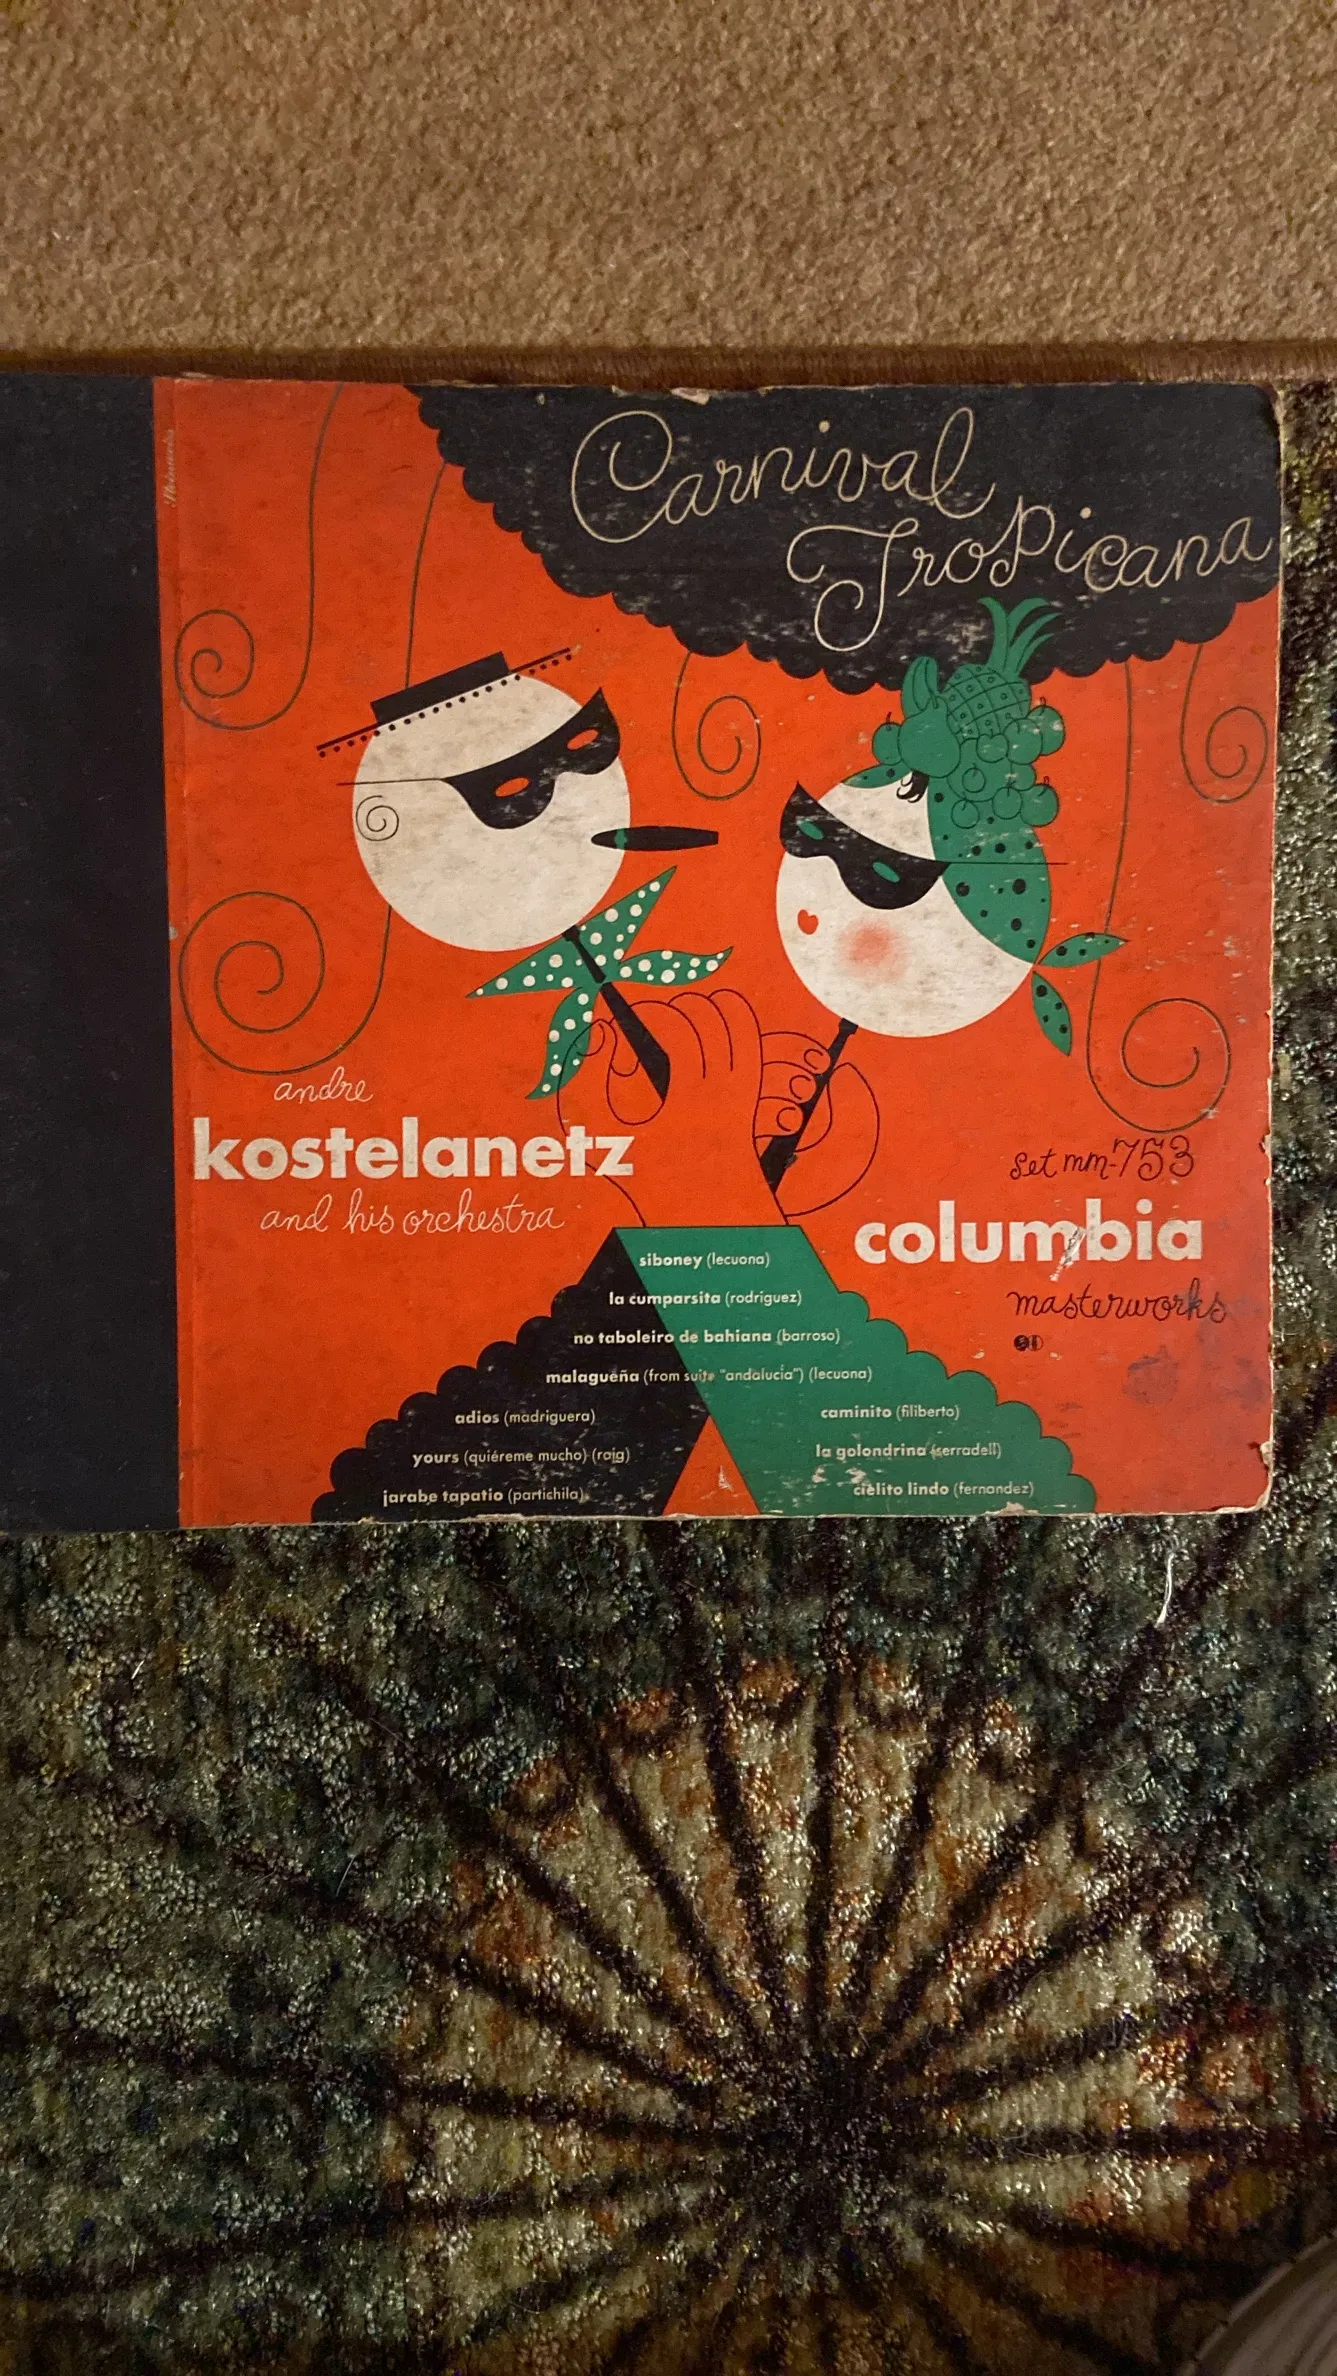 Carnival
Tropicana
andre
kostelanetz
and his orchestra
set mm-753
columbia
masterworks
siboney (lecuona)
la cumparsita (rodriguez)
no taboleiro de bahiana (barroso)
malagueña (from suite "andalucía") (lecuona)
adios (madriguera)
yours (quiéreme mucho) (roig)
jarabe tapatio (partichila)
caminito (filiberto)
la golondrina (serradell)
cielito lindo (fernandez)